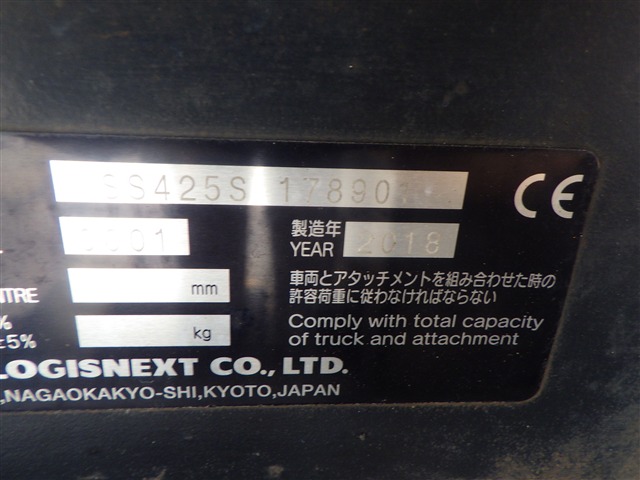 SS425S 178901
CE
0001
製造年
YEAR 2018
NTRE mm
車両とアタッチメントを組み合わせた時の
許容荷重に従わなければならない
%
±5% kg
Comply with total capacity
of truck and attachment
LOGISNEXT CO., LTD.
,NAGAOKAKYO-SHI,KYOTO,JAPAN